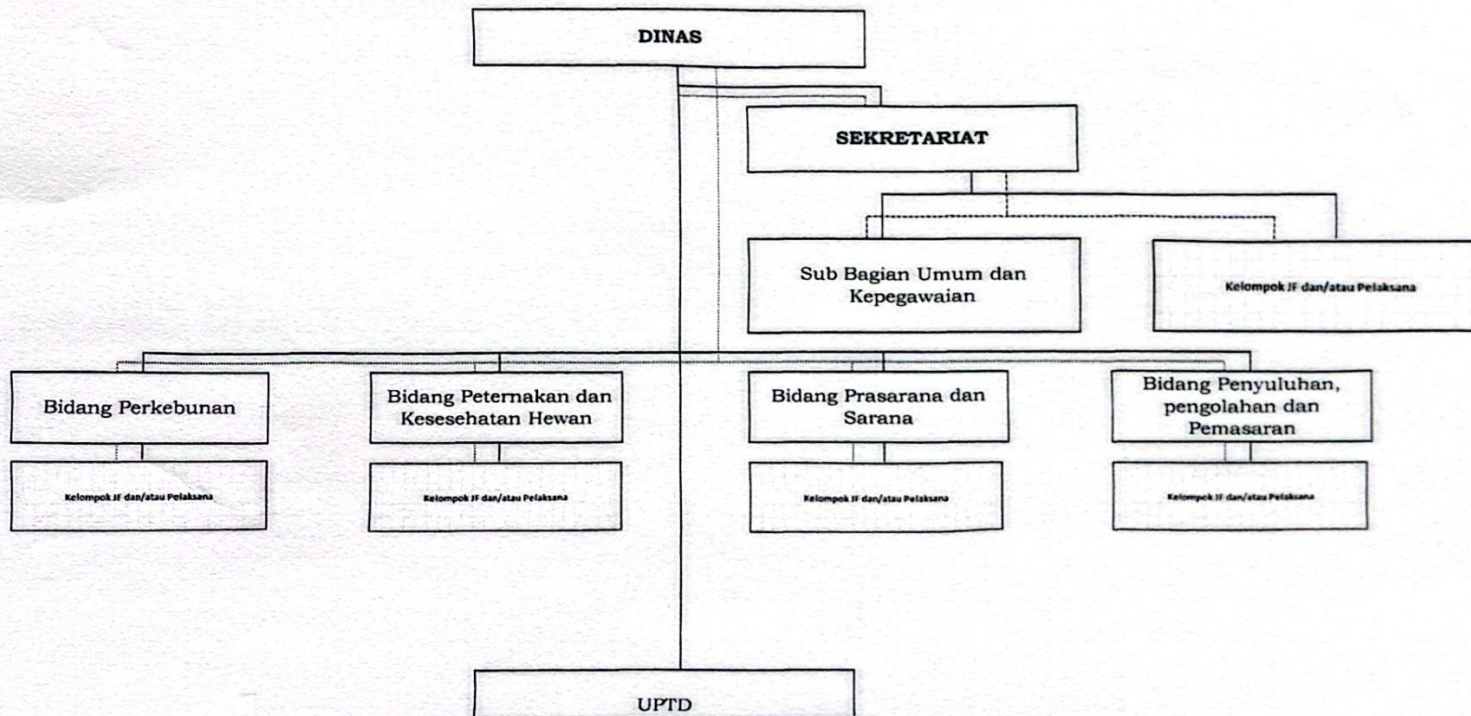 DINAS
SEKRETARIAT
Sub Bagian Umum dan
Kepegawaian
Kelompok JF dan/atau Pelaksana
Bidang Perkebunan
Bidang Peternakan dan
Kesesehatan Hewan
Bidang Prasarana dan
Sarana
Bidang Penyuluhan,
pengolahan dan
Pemasaran
Kelompok JF dan/atau Pelaksana
Kelompok JF dan/atau Pelaksana
Kelompok JF dan/atau Pelaksana
Kelompok JF dan/atau Pelaksana
UPTD